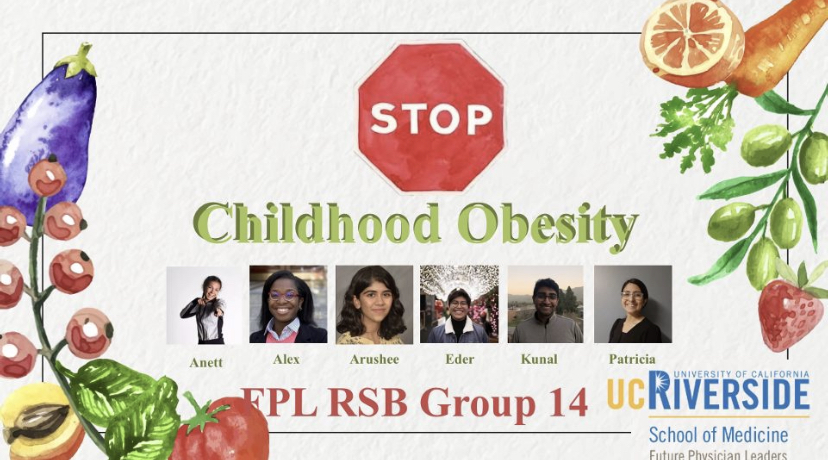 STOP
Childhood Obesity
Anett Alex Arushee Eder Kunal Patricia
FPL RSB Group 14
UNIVERSITY OF CALIFORNIA
UCRIVERSIDE
School of Medicine
Future Physician Leaders